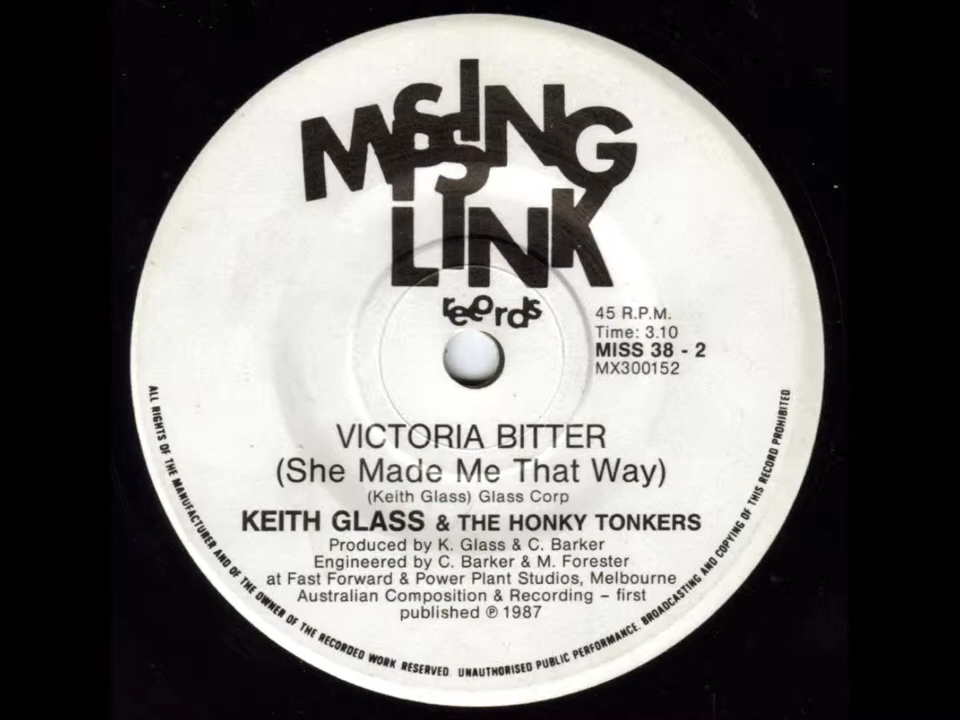 MISSING
LINK
records
45 R.P.M.
Time: 3.10
MISS 38 - 2
MX300152
VICTORIA BITTER
(She Made Me That Way)
(Keith Glass) Glass Corp
KEITH GLASS & THE HONKY TONKERS
Produced by K. Glass & C. Barker
Engineered by C. Barker & M. Forester
at Fast Forward & Power Plant Studios, Melbourne
Australian Composition & Recording – first
published ℗ 1987
ALL RIGHTS OF THE MANUFACTURER AND OF THE OWNER OF THE RECORDED WORK RESERVED. UNAUTHORISED PUBLIC PERFORMANCE, BROADCASTING AND COPYING OF THIS RECORD PROHIBITED